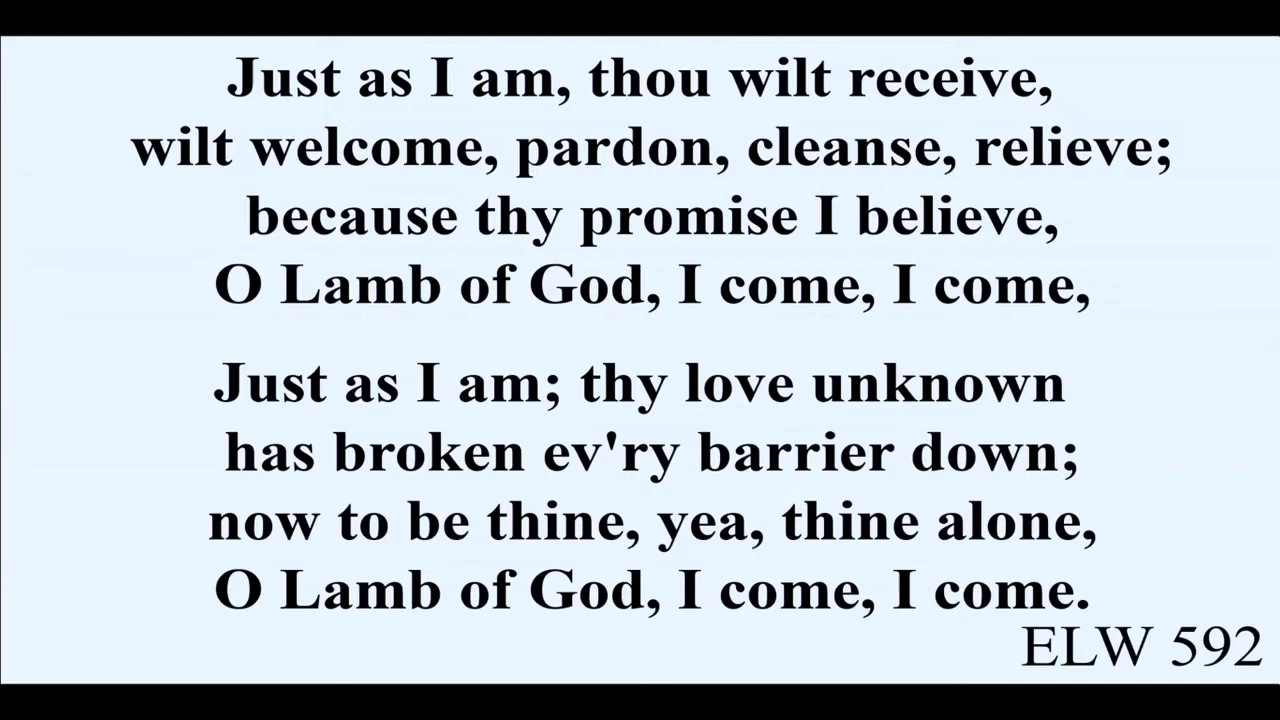 Just as I am, thou wilt receive,
wilt welcome, pardon, cleanse, relieve;
because thy promise I believe,
O Lamb of God, I come, I come,
Just as I am; thy love unknown
has broken ev'ry barrier down;
now to be thine, yea, thine alone,
O Lamb of God, I come, I come.
ELW 592